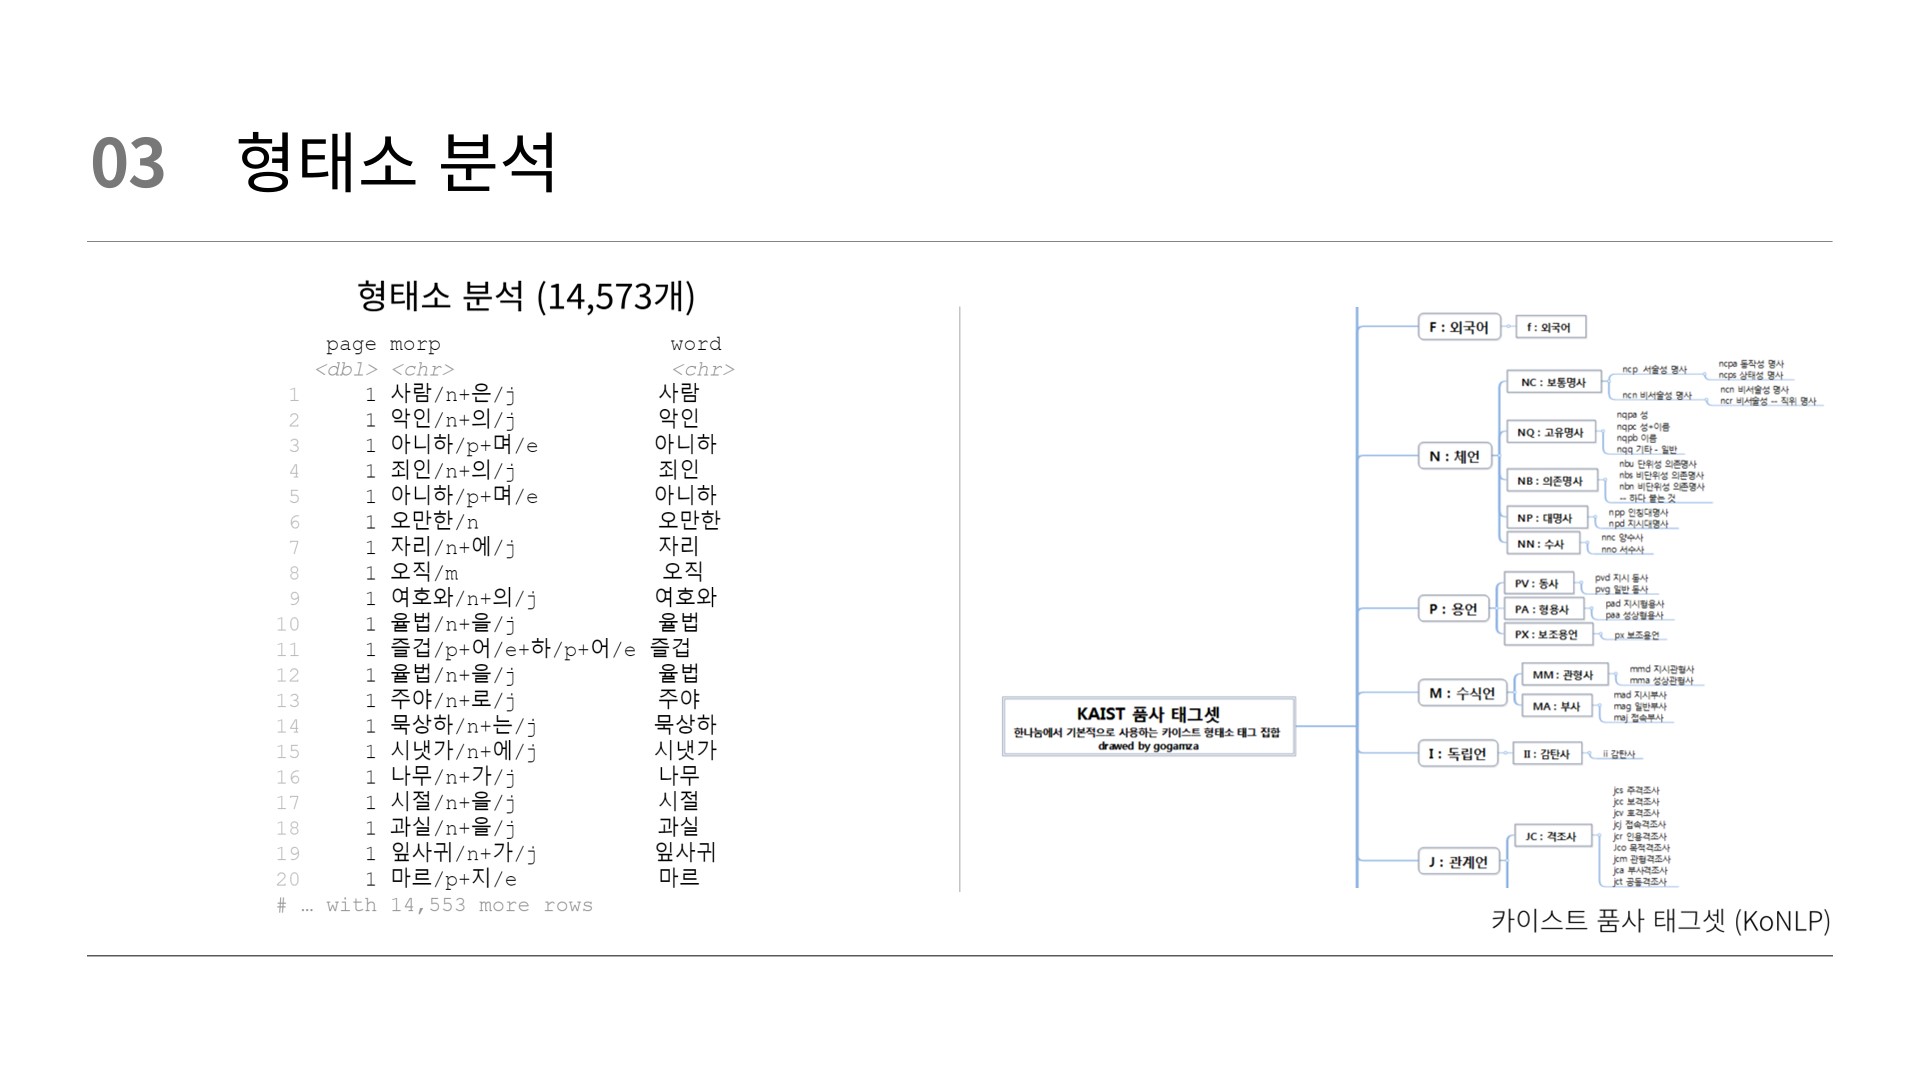 03 형태소 분석
형태소 분석 (14,573개)
page morp word
<dbl> <chr> <chr>
1 1 사람/n+은/j 사람
2 1 악인/n+의/j 악인
3 1 아니하/p+며/e 아니하
4 1 죄인/n+의/j 죄인
5 1 아니하/p+며/e 아니하
6 1 오만한/n 오만한
7 1 자리/n+에/j 자리
8 1 오직/m 오직
9 1 여호와/n+의/j 여호와
10 1 율법/n+을/j 율법
11 1 즐겁/p+어/e+하/p+어/e 즐겁
12 1 율법/n+을/j 율법
13 1 주야/n+로/j 주야
14 1 묵상하/n+는/j 묵상하
15 1 시냇가/n+에/j 시냇가
16 1 나무/n+가/j 나무
17 1 시절/n+을/j 시절
18 1 과실/n+을/j 과실
19 1 잎사귀/n+가/j 잎사귀
20 1 마르/p+지/e 마르
# … with 14,553 more rows
KAIST 품사 태그셋
한나눔에서 기본적으로 사용하는 카이스트 형태소 태그 집합
drawed by gogamza
F : 외국어
f : 외국어
N : 체언
NC : 보통명사
ncp 서술성 명사
ncpa 동작성 명사
ncps 상태성 명사
ncn 비서술성 명사
ncn 비서술성 명사
ncr 비서술성 -- 직위 명사
NQ : 고유명사
nqpa 성
nqpc 성+이름
nqpb 이름
nqq 기타 - 일반
NB : 의존명사
nbu 단위성 의존명사
nbs 비단위성 의존명사
nbn 비단위성 의존명사
-- 하다 붙는 것
NP : 대명사
npp 인칭대명사
npd 지시대명사
NN : 수사
nnc 양수사
nno 서수사
P : 용언
PV : 동사
pvd 지시 동사
pvg 일반 동사
PA : 형용사
pad 지시형용사
paa 성상형용사
PX : 보조용언
px 보조용언
M : 수식언
MM : 관형사
mmd 지시관형사
mma 성상관형사
MA : 부사
mad 지시부사
mag 일반부사
maj 접속부사
I : 독립언
II : 감탄사
ii 감탄사
J : 관계언
JC : 격조사
jcs 주격조사
jcc 보격조사
jcv 호격조사
jcj 접속격조사
jcr 인용격조사
Jco 목적격조사
jcm 관형격조사
jca 부사격조사
jct 공동격조사
카이스트 품사 태그셋 (KoNLP)